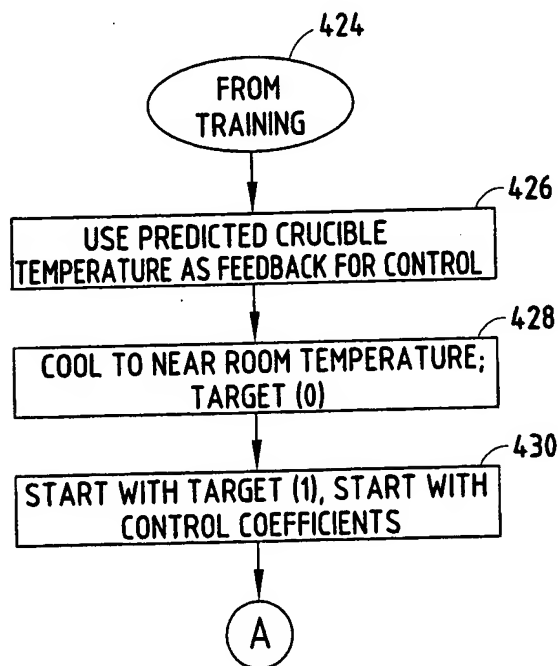 424
FROM
TRAINING
426
USE PREDICTED CRUCIBLE
TEMPERATURE AS FEEDBACK FOR CONTROL
428
COOL TO NEAR ROOM TEMPERATURE;
TARGET (0)
430
START WITH TARGET (1), START WITH
CONTROL COEFFICIENTS
A